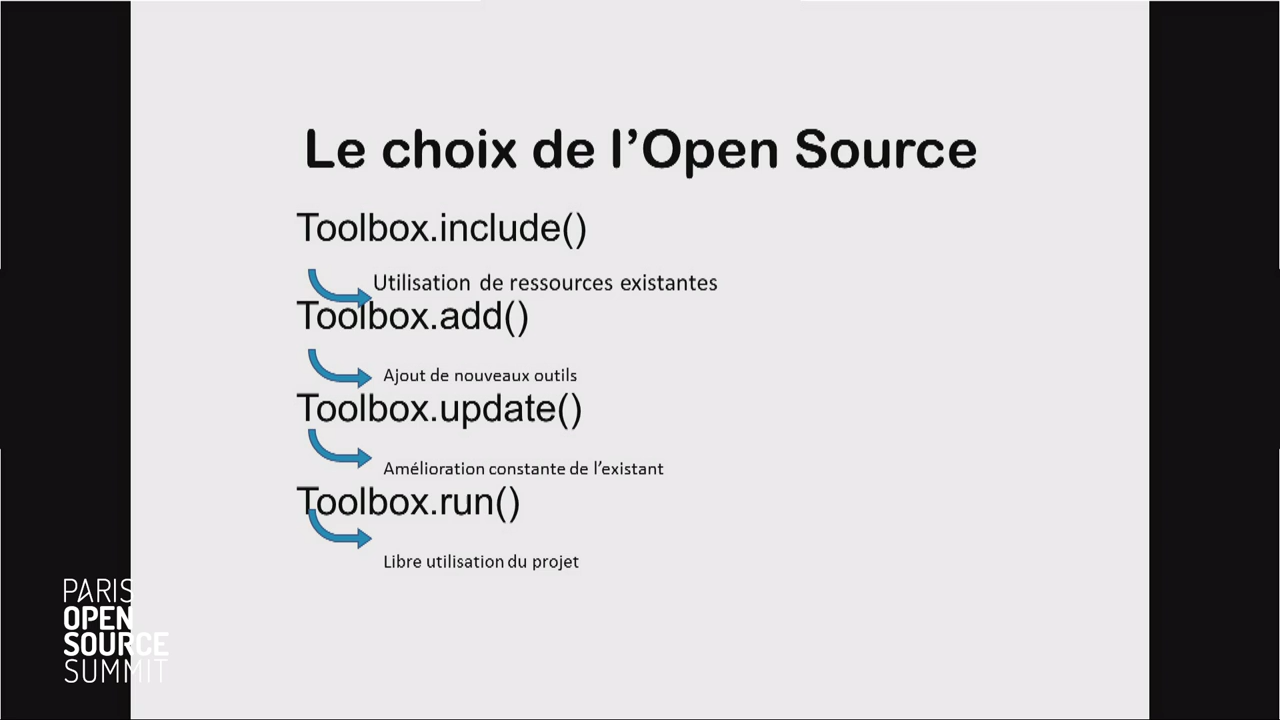 Le choix de l’Open Source
Toolbox.include()
Utilisation de ressources existantes
Toolbox.add()
Ajout de nouveaux outils
Toolbox.update()
Amélioration constante de l’existant
Toolbox.run()
Libre utilisation du projet
PARIS
OPEN
SOURCE
SUMMIT